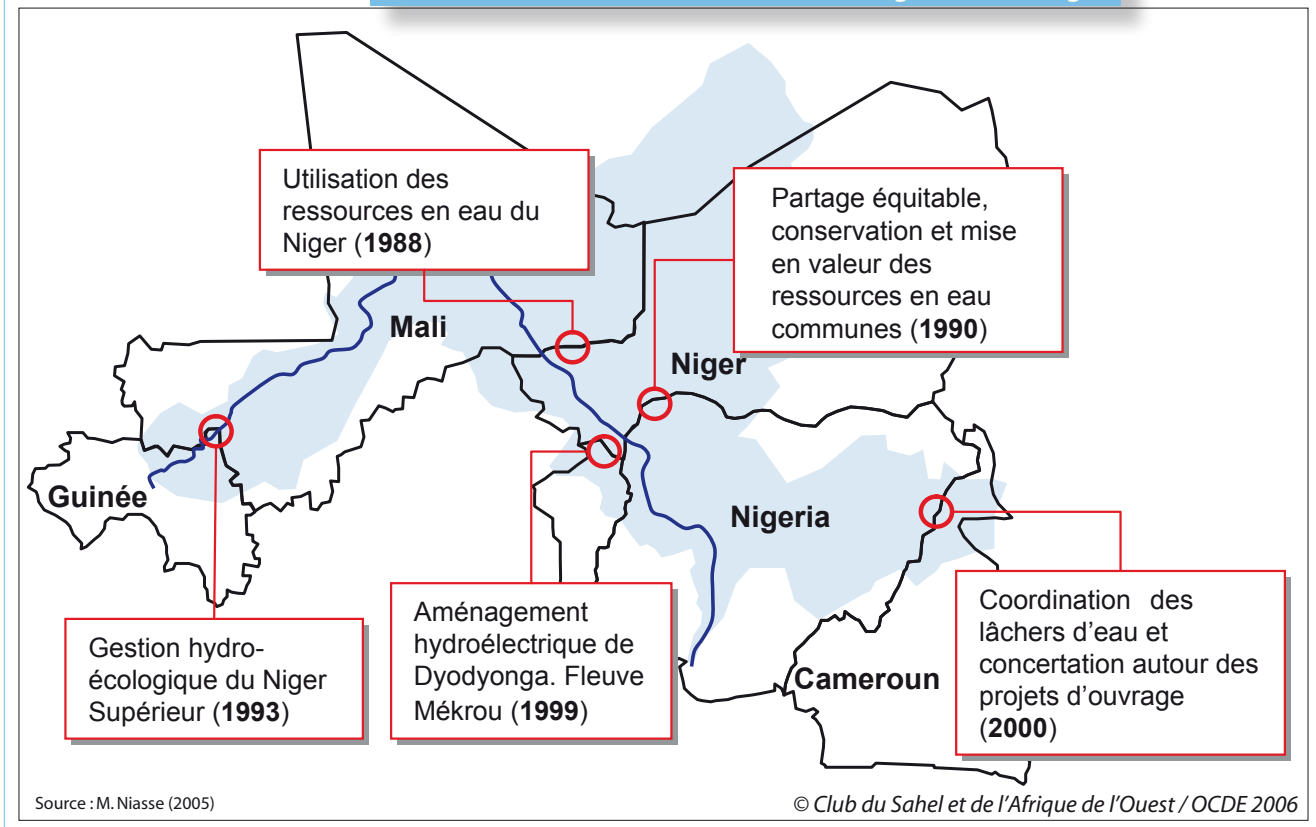 Utilisation des
ressources en eau du
Niger (1988)
Partage équitable,
conservation et mise
en valeur des
ressources en eau
communes (1990)
Mali
Niger
Guinée
Nigeria
Cameroun
Gestion hydro-
écologique du Niger
Supérieur (1993)
Aménagement
hydroélectrique de
Dyodyonga. Fleuve
Mékrou (1999)
Coordination des
lâchers d'eau et
concertation autour des
projets d'ouvrage
(2000)
Source : M. Niasse (2005)
© Club du Sahel et de l'Afrique de l'Ouest / OCDE 2006